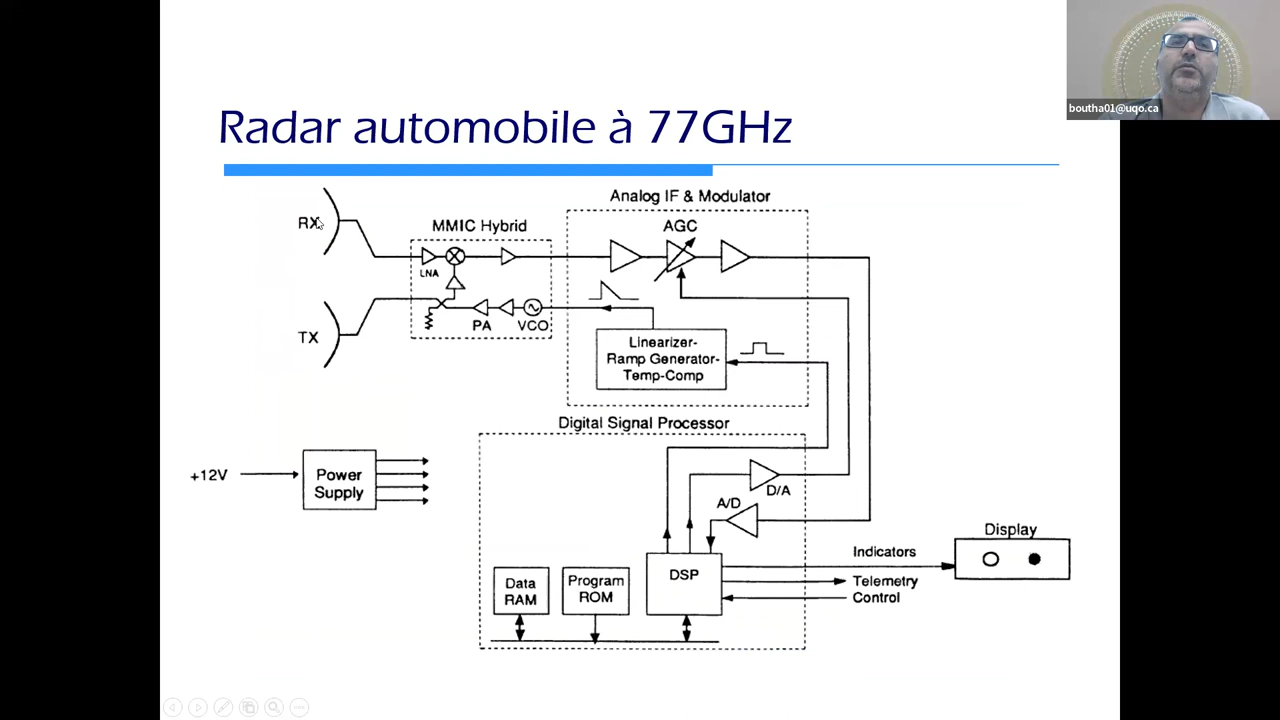 boutha01@uqo.ca
Radar automobile à 77GHz
Analog IF & Modulator
RX
MMIC Hybrid
AGC
LNA
TX
PA
VCO
Linearizer-
Ramp Generator-
Temp-Comp
Digital Signal Processor
+12V
Power
Supply
D/A
A/D
Display
Indicators
Data
RAM
Program
ROM
DSP
Telemetry
Control